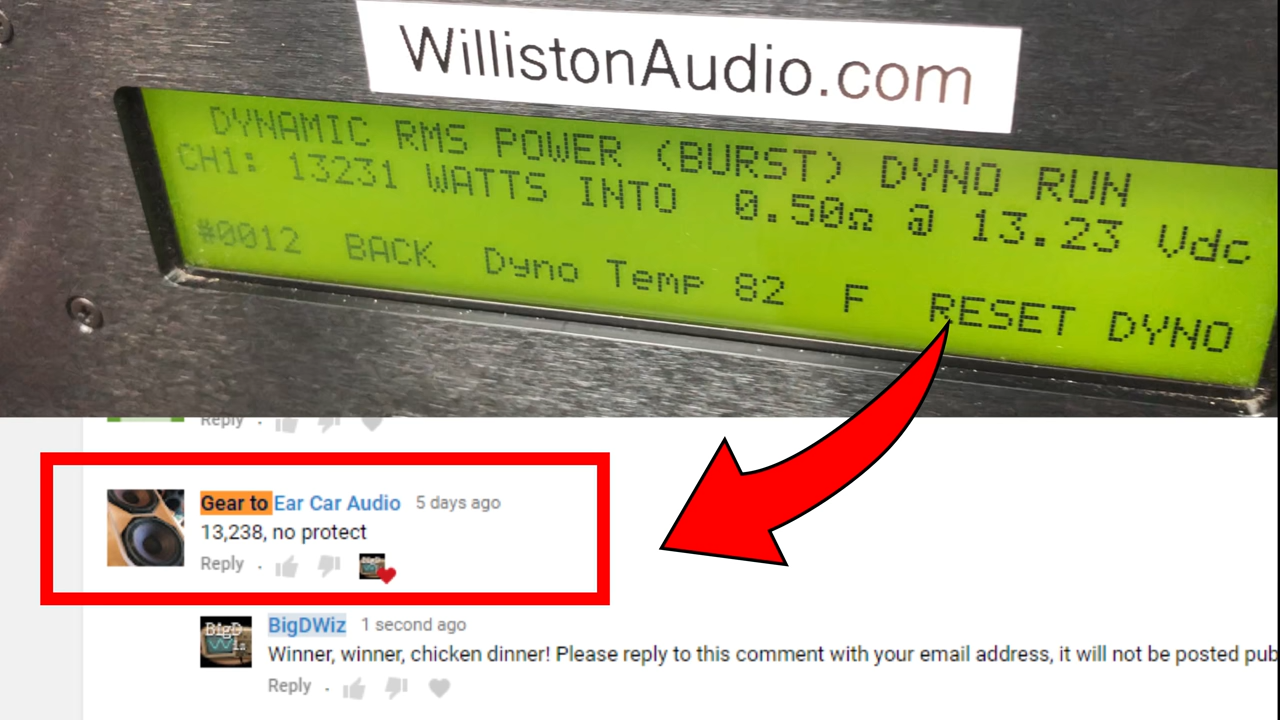 WillistonAudio.com
DYNAMIC RMS POWER (BURST) DYNO RUN
CH1: 13231 WATTS INTO 0.50Ω @ 13.23 Vdc
#0012 BACK Dyno Temp 82 F RESET DYNO
Reply .
Gear to Ear Car Audio 5 days ago
13,238, no protect
Reply .
BigDWiz 1 second ago
Winner, winner, chicken dinner! Please reply to this comment with your email address, it will not be posted pub
Reply .